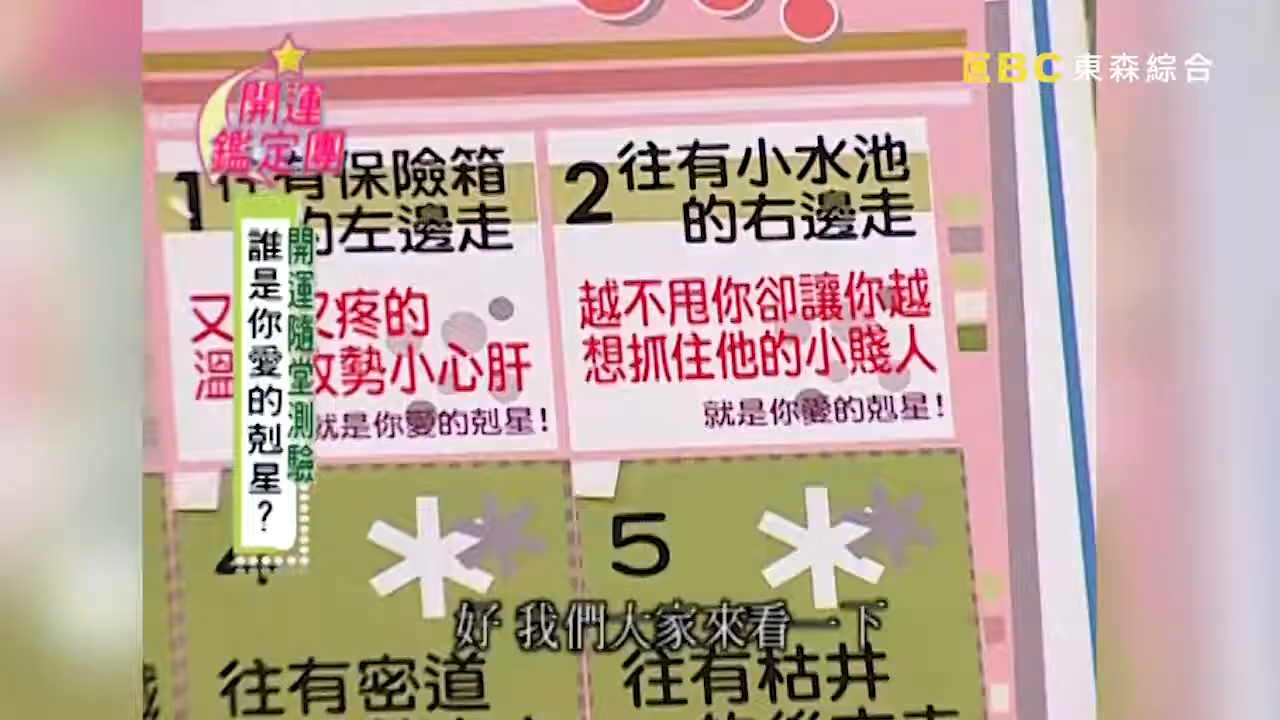 EBC 東森綜合
開運
鑑定團
開運隨堂測驗
誰是你愛的剋星?
1
有保險箱
的左邊走
又 又疼的
溫 攻勢小心肝
就是你愛的剋星!
2 往有小水池
的右邊走
越不甩你卻讓你越
想抓住他的小賤人
就是你愛的剋星!
4
往有密道
5
往有枯井
好 我們大家來看一下